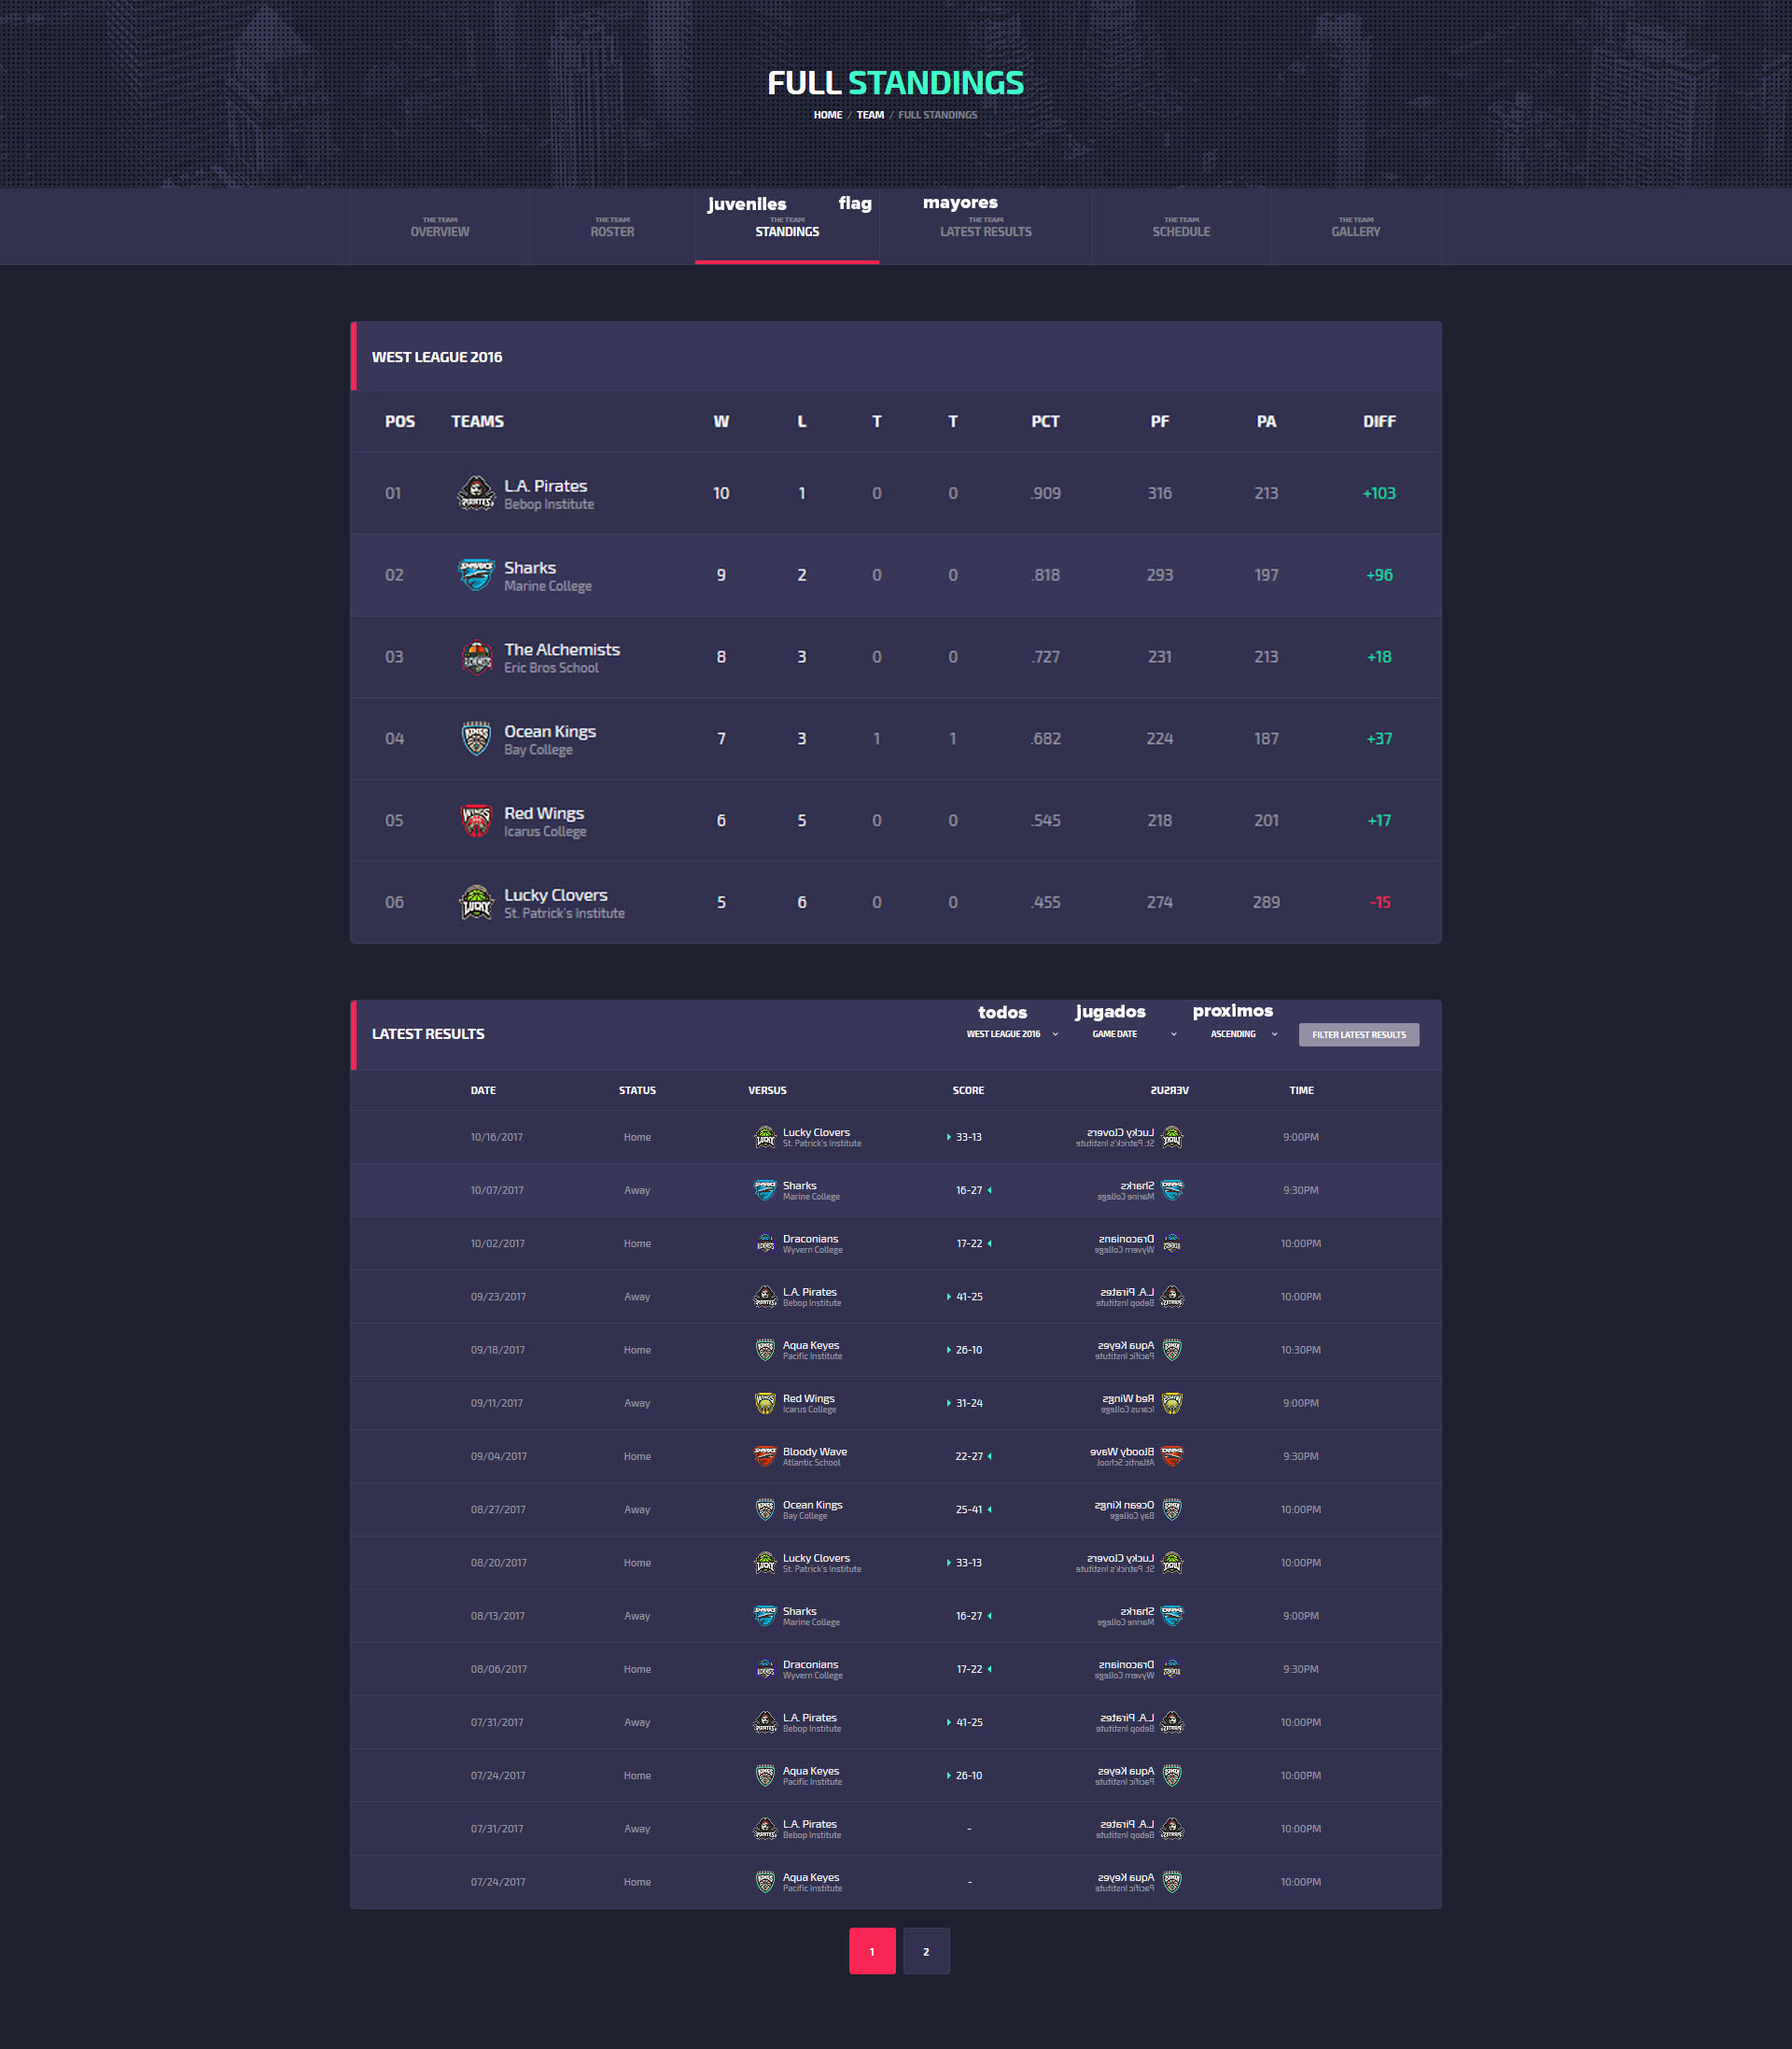 FULL STANDINGS
HOME / TEAM / FULL STANDINGS
juveniles flag mayores
THE TEAM THE TEAM THE TEAM THE TEAM THE TEAM THE TEAM
OVERVIEW ROSTER STANDINGS LATEST RESULTS SCHEDULE GALLERY
WEST LEAGUE 2016
POS TEAMS W L T T PCT PF PA DIFF
01 L.A. Pirates 10 1 0 0 .909 316 213 +103
Bebop Institute
02 Sharks 9 2 0 0 .818 293 197 +96
Marine College
03 The Alchemists 8 3 0 0 .727 231 213 +18
Eric Bros School
04 Ocean Kings 7 3 1 1 .682 224 187 +37
Bay College
05 Red Wings 6 5 0 0 .545 218 201 +17
Icarus College
06 Lucky Clovers 5 6 0 0 .455 274 289 -15
St. Patrick's Institute
todos jugados proximos
LATEST RESULTS WEST LEAGUE 2016 GAME DATE ASCENDING FILTER LATEST RESULTS
DATE STATUS VERSUS SCORE VERSUS TIME
10/16/2017 Home Lucky Clovers 33-13 Lucky Clovers 9:00PM
St. Patrick's Institute St. Patrick's Institute
10/07/2017 Away Sharks 16-27 Sharks 9:30PM
Marine College Marine College
10/02/2017 Home Draconians 17-22 Draconians 10:00PM
Wyvern College Wyvern College
09/23/2017 Away L.A. Pirates 41-25 L.A. Pirates 10:00PM
Bebop Institute Bebop Institute
09/18/2017 Home Aqua Keyes 26-10 Aqua Keyes 10:30PM
Pacific Institute Pacific Institute
09/11/2017 Away Red Wings 31-24 Red Wings 9:00PM
Icarus College Icarus College
09/04/2017 Home Bloody Wave 22-27 Bloody Wave 9:30PM
Atlantic School Atlantic School
08/27/2017 Away Ocean Kings 25-41 Ocean Kings 10:00PM
Bay College Bay College
08/20/2017 Home Lucky Clovers 33-13 Lucky Clovers 10:00PM
St. Patrick's Institute St. Patrick's Institute
08/13/2017 Away Sharks 16-27 Sharks 9:00PM
Marine College Marine College
08/06/2017 Home Draconians 17-22 Draconians 9:30PM
Wyvern College Wyvern College
07/31/2017 Away L.A. Pirates 41-25 L.A. Pirates 10:00PM
Bebop Institute Bebop Institute
07/24/2017 Home Aqua Keyes 26-10 Aqua Keyes 10:00PM
Pacific Institute Pacific Institute
07/31/2017 Away L.A. Pirates - L.A. Pirates 10:00PM
Bebop Institute Bebop Institute
07/24/2017 Home Aqua Keyes - Aqua Keyes 10:00PM
Pacific Institute Pacific Institute
1 2